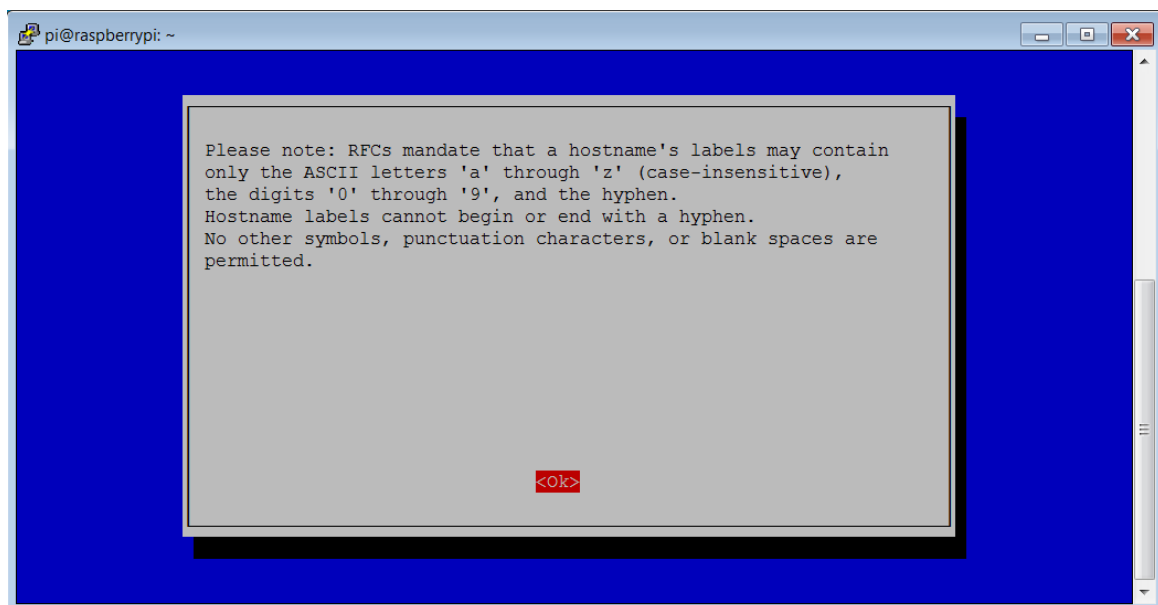 pi@raspberrypi: ~
Please note: RFCs mandate that a hostname's labels may contain
only the ASCII letters 'a' through 'z' (case-insensitive),
the digits '0' through '9', and the hyphen.
Hostname labels cannot begin or end with a hyphen.
No other symbols, punctuation characters, or blank spaces are
permitted.
<Ok>